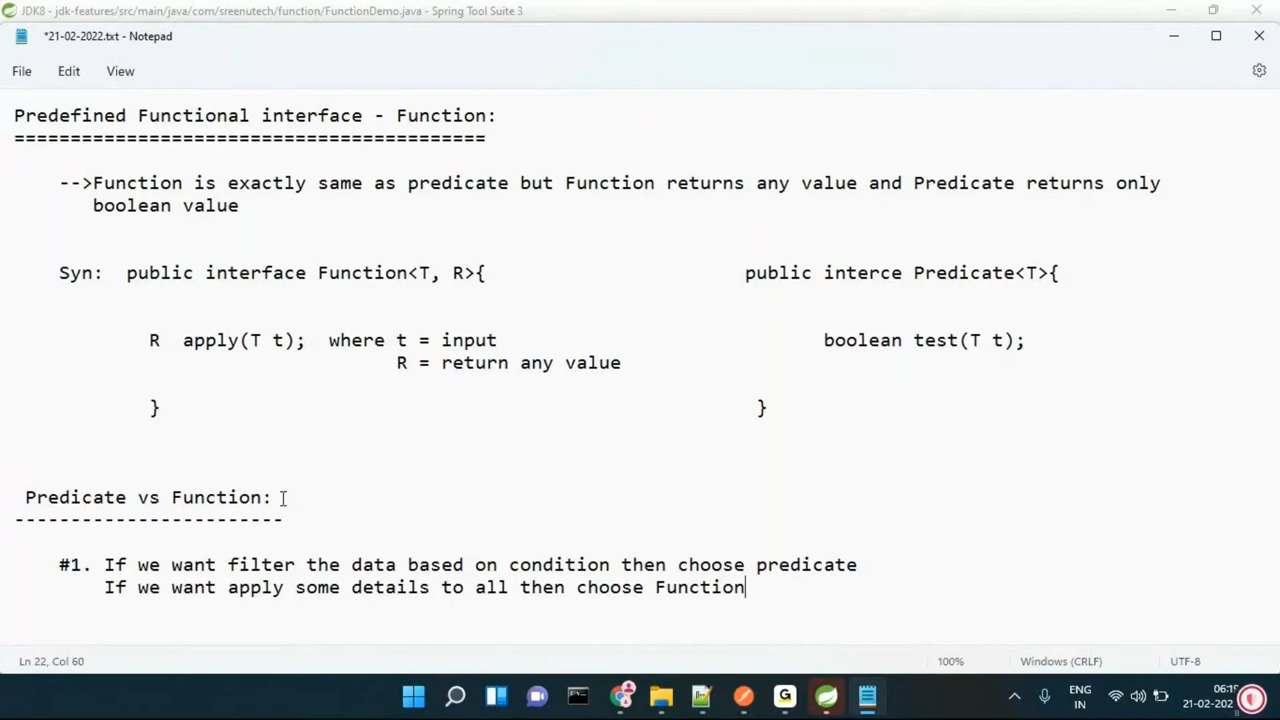 JDK8 - jdk-features/src/main/java/com/sreenutech/function/FunctionDemo.java - Spring Tool Suite 3
*21-02-2022.txt - Notepad
File Edit View
Predefined Functional interface - Function:
==========================================
-->Function is exactly same as predicate but Function returns any value and Predicate returns only
boolean value
Syn: public interface Function<T, R>{ public interce Predicate<T>{
R apply(T t); where t = input boolean test(T t);
R = return any value
} }
Predicate vs Function:
------------------------
#1. If we want filter the data based on condition then choose predicate
If we want apply some details to all then choose Function
Ln 22, Col 60 100% Windows (CRLF) UTF-8
ENG
IN